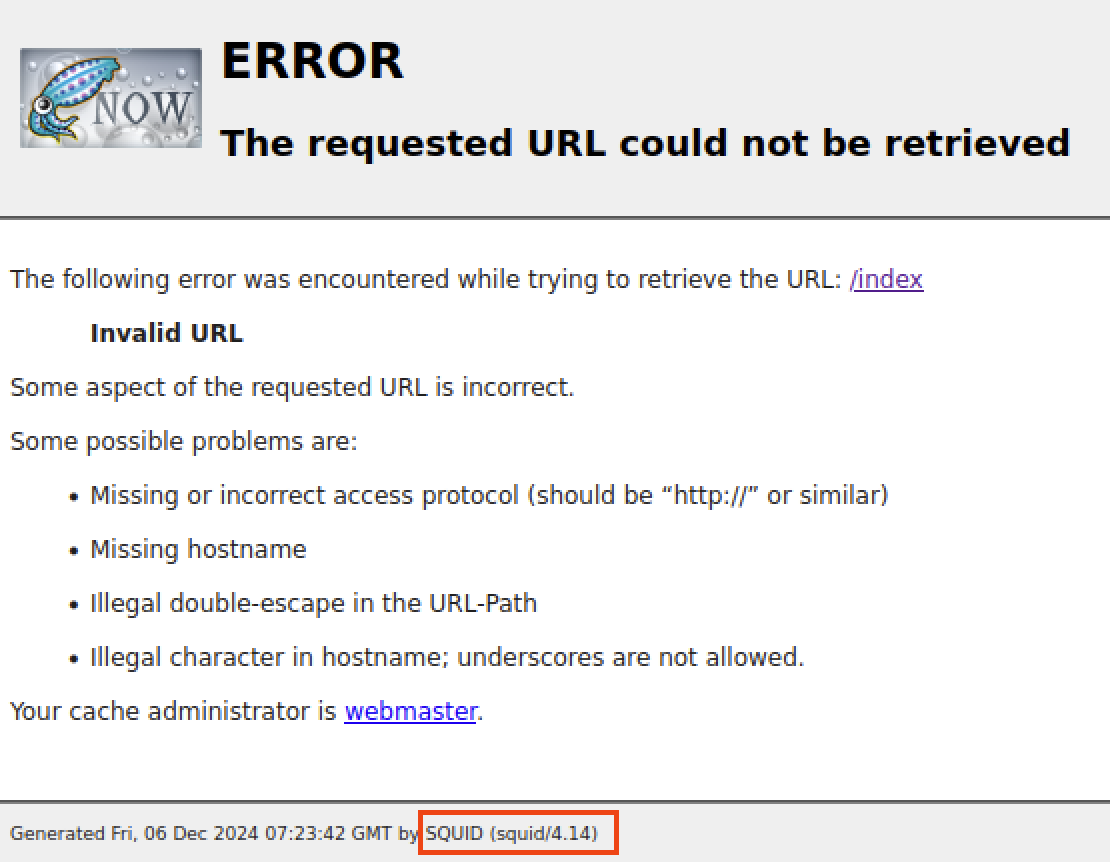 NOW
ERROR
The requested URL could not be retrieved
The following error was encountered while trying to retrieve the URL: /index
Invalid URL
Some aspect of the requested URL is incorrect.
Some possible problems are:
• Missing or incorrect access protocol (should be “http://” or similar)
• Missing hostname
• Illegal double-escape in the URL-Path
• Illegal character in hostname; underscores are not allowed.
Your cache administrator is webmaster.
Generated Fri, 06 Dec 2024 07:23:42 GMT by SQUID (squid/4.14)